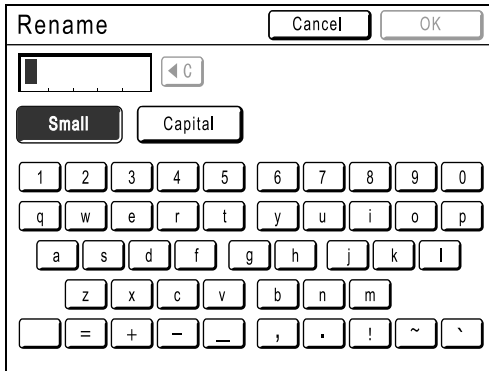 Rename Cancel OK
C
Small Capital
1 2 3 4 5 6 7 8 9 0
q w e r t y u i o p
a s d f g h j k l
z x c v b n m
= + − _ , . ! ~ `